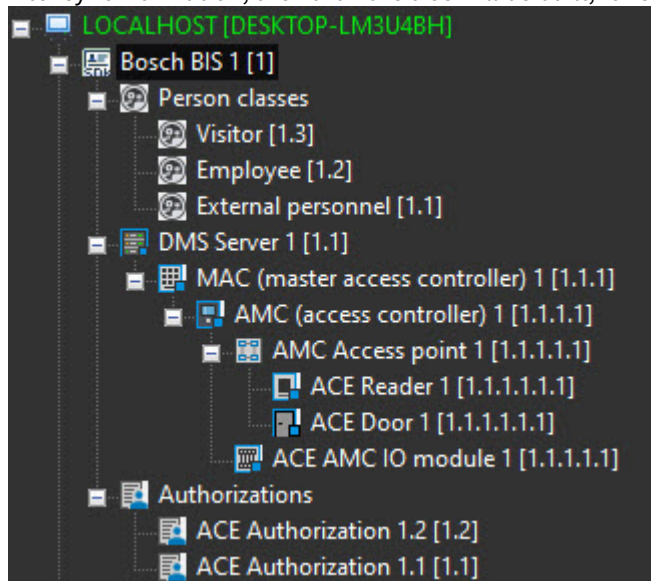 LOCALHOST [DESKTOP-LM3U4BH]
Bosch BIS 1 [1]
Person classes
Visitor [1.3]
Employee [1.2]
External personnel [1.1]
DMS Server 1 [1.1]
MAC (master access controller) 1 [1.1.1]
AMC (access controller) 1 [1.1.1.1]
AMC Access point 1 [1.1.1.1.1]
ACE Reader 1 [1.1.1.1.1.1]
ACE Door 1 [1.1.1.1.1.1]
ACE AMC IO module 1 [1.1.1.1.1]
Authorizations
ACE Authorization 1.2 [1.2]
ACE Authorization 1.1 [1.1]